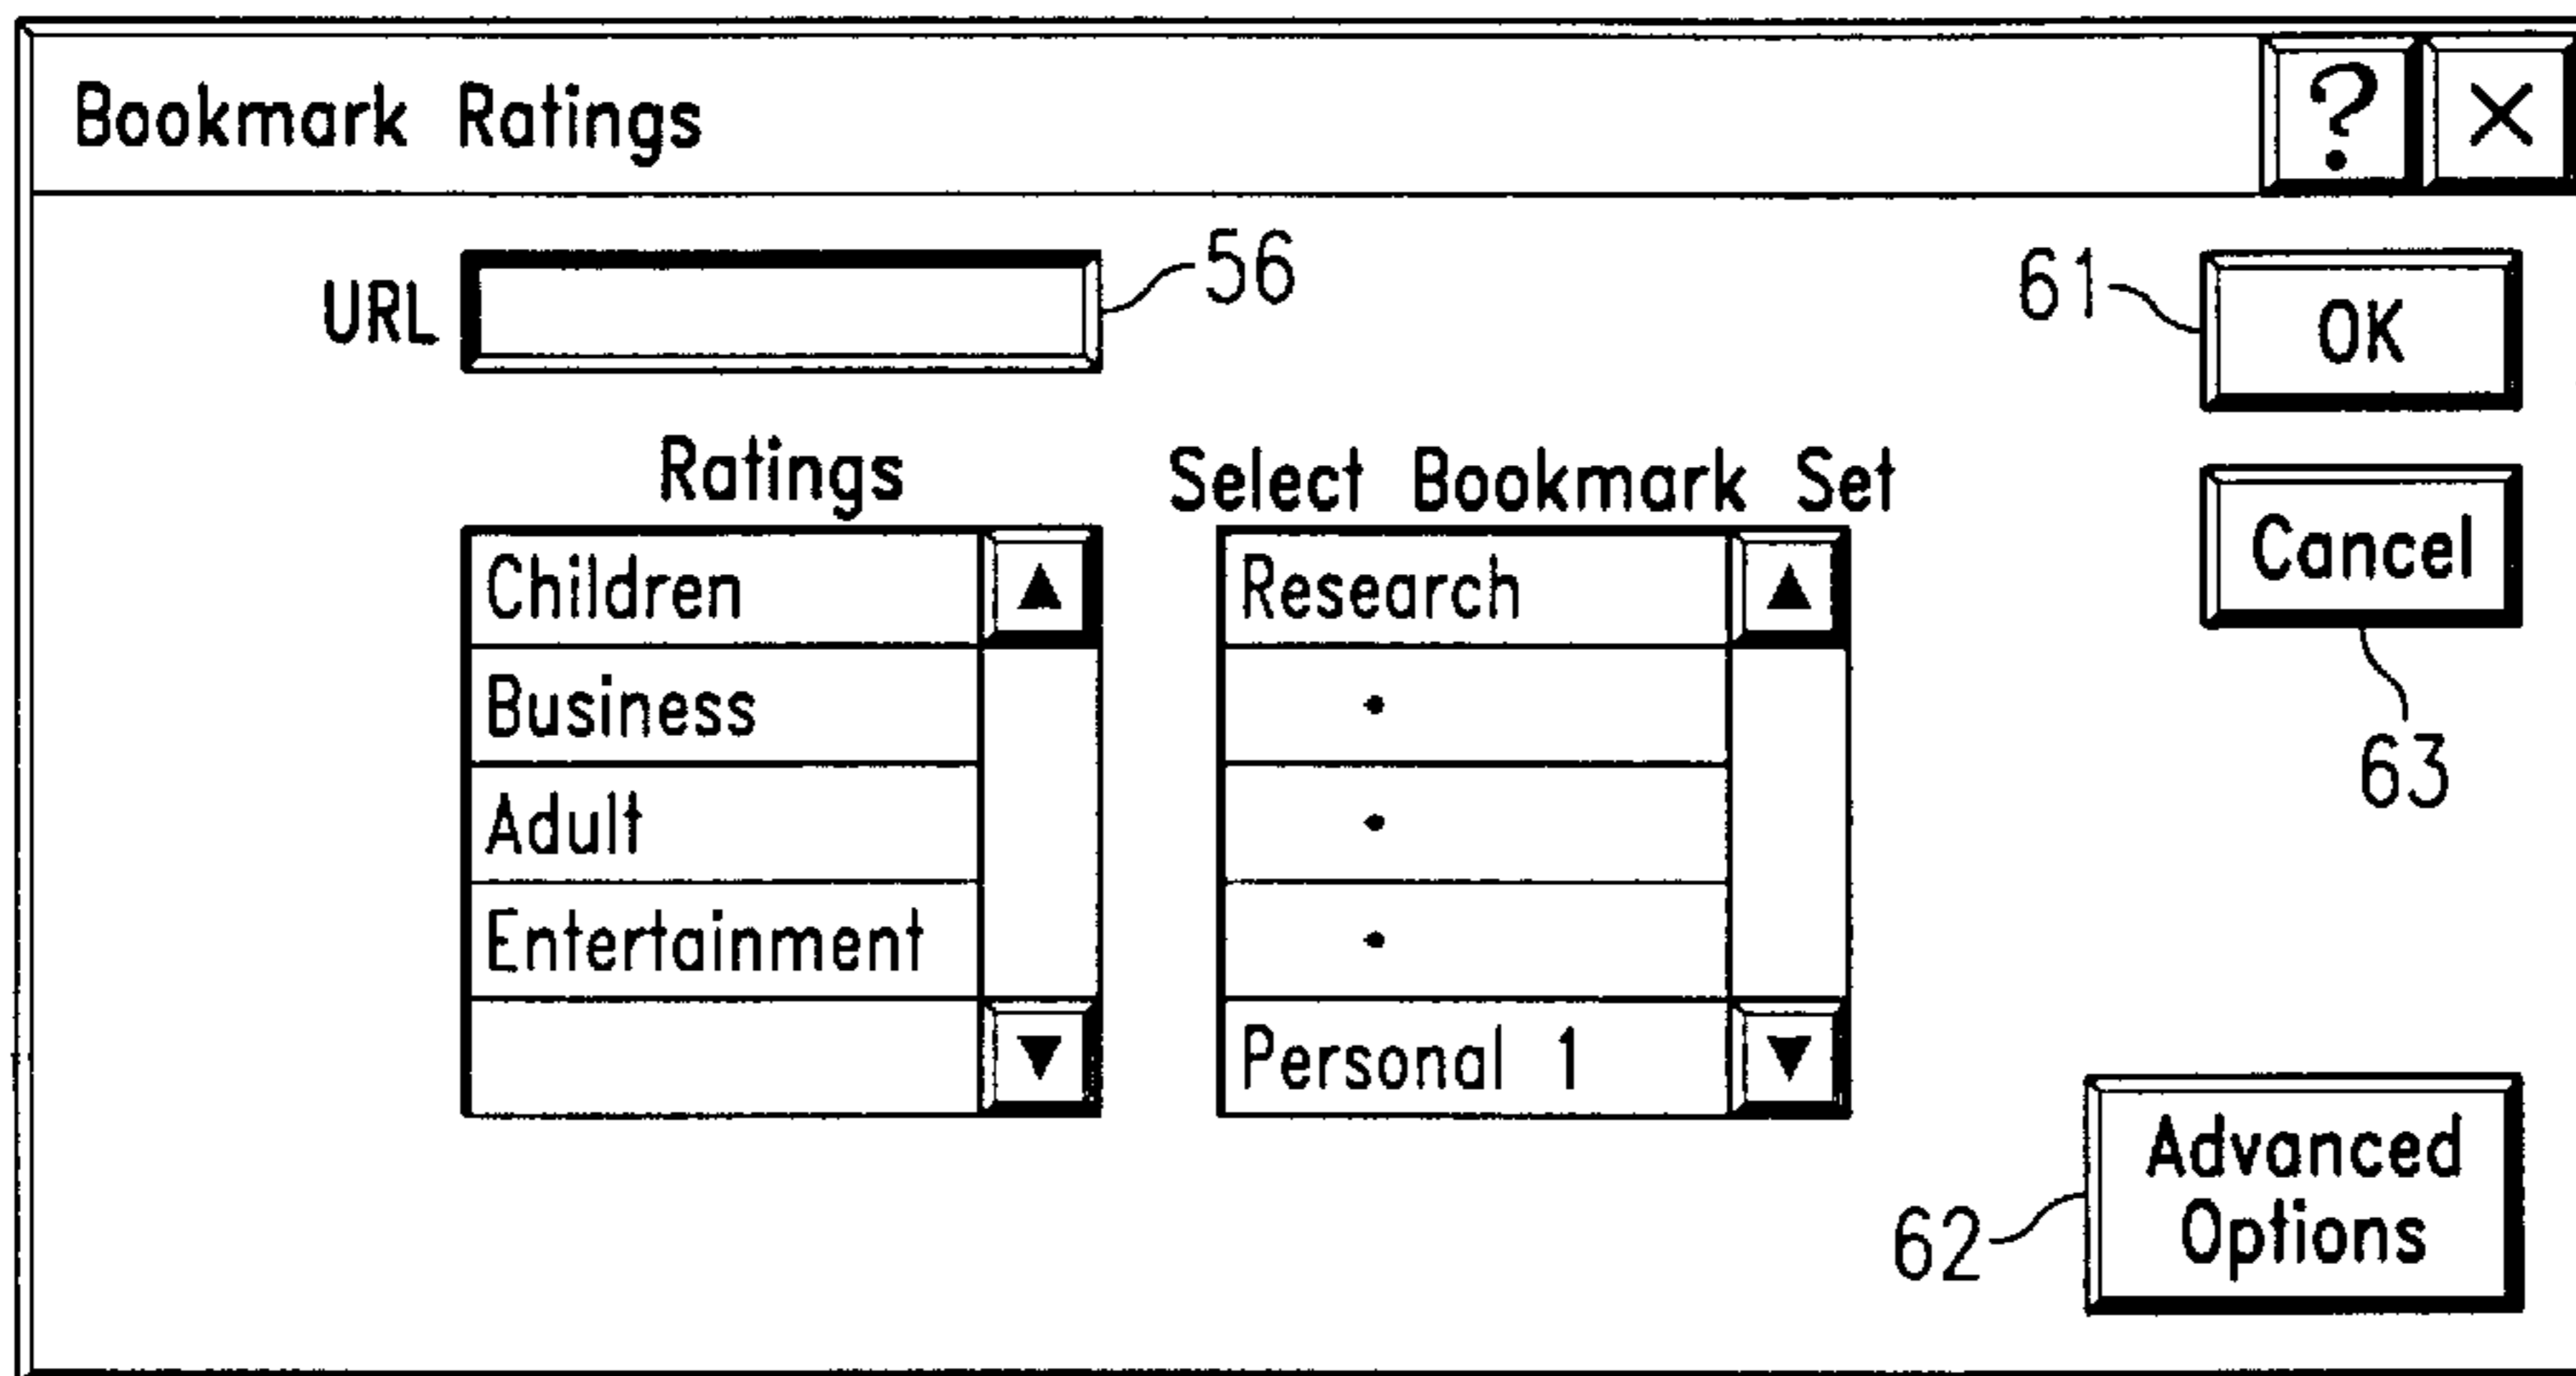 Bookmark Ratings ? ×
URL 56 61 OK
Ratings Select Bookmark Set
Cancel
Children Research
Business •
63
Adult •
Entertainment •
Personal 1
Advanced
Options
62